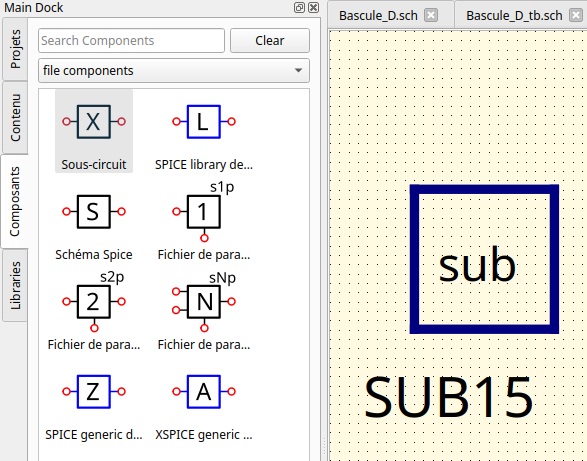 Main Dock
Projets
Contenu
Composants
Libraries
Search Components
Clear
file components
X
Sous-circuit
L
SPICE library de...
S
Schéma Spice
s1p
1
Fichier de para...
s2p
2
Fichier de para...
sNp
N
Fichier de para...
Z
SPICE generic d...
A
XSPICE generic ...
Bascule_D.sch
Bascule_D_tb.sch
sub
SUB15